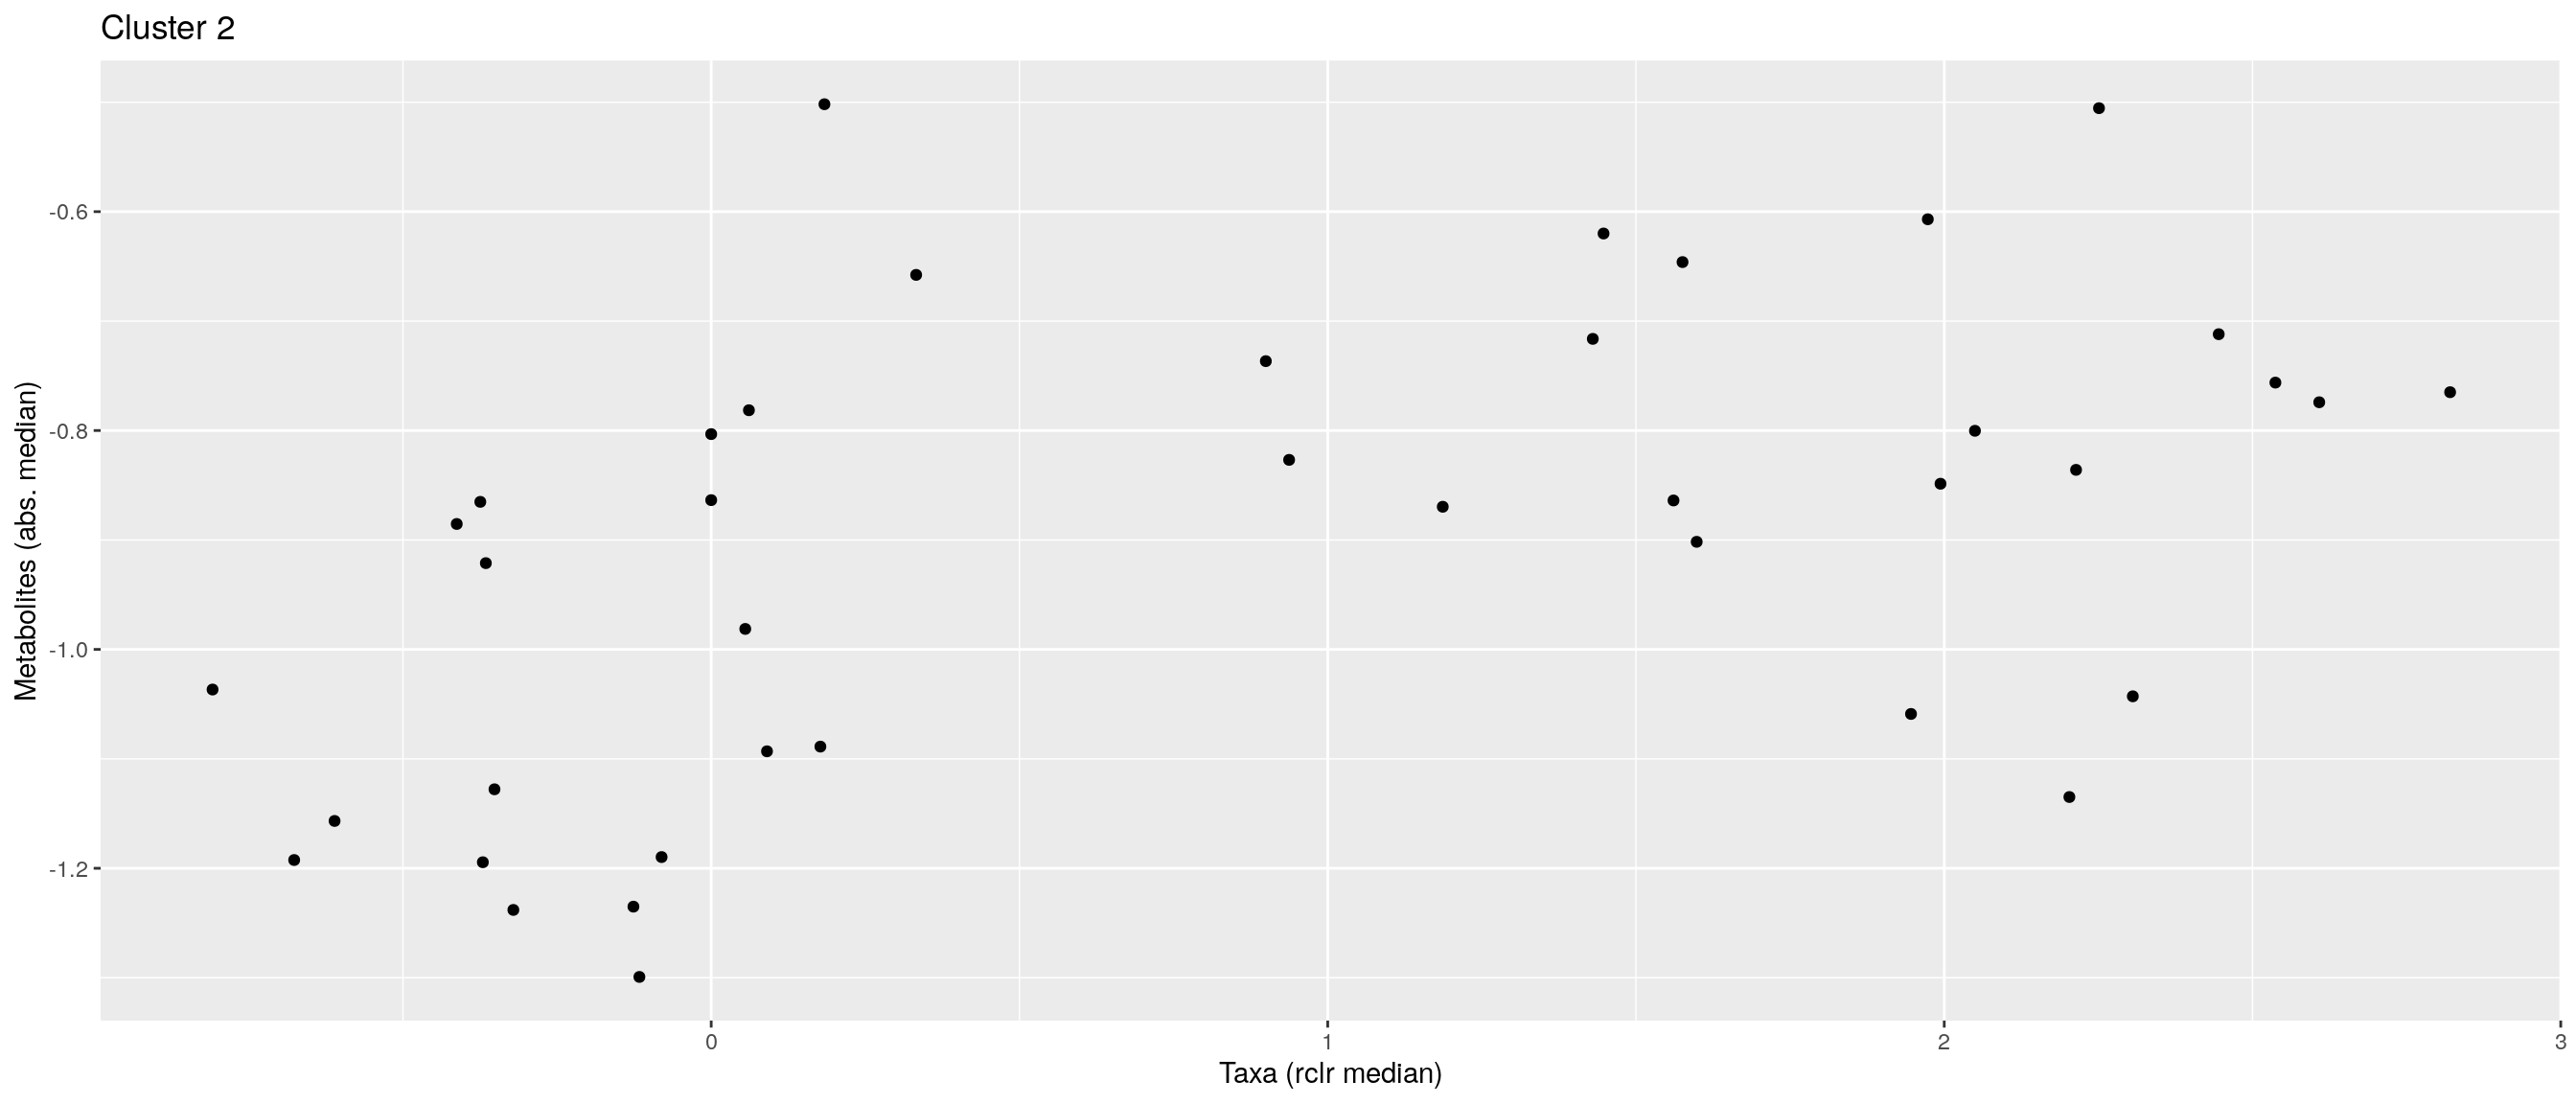 Cluster 2
Metabolites (abs. median)
-0.6
-0.8
-1.0
-1.2
0 1 2 3
Taxa (rclr median)